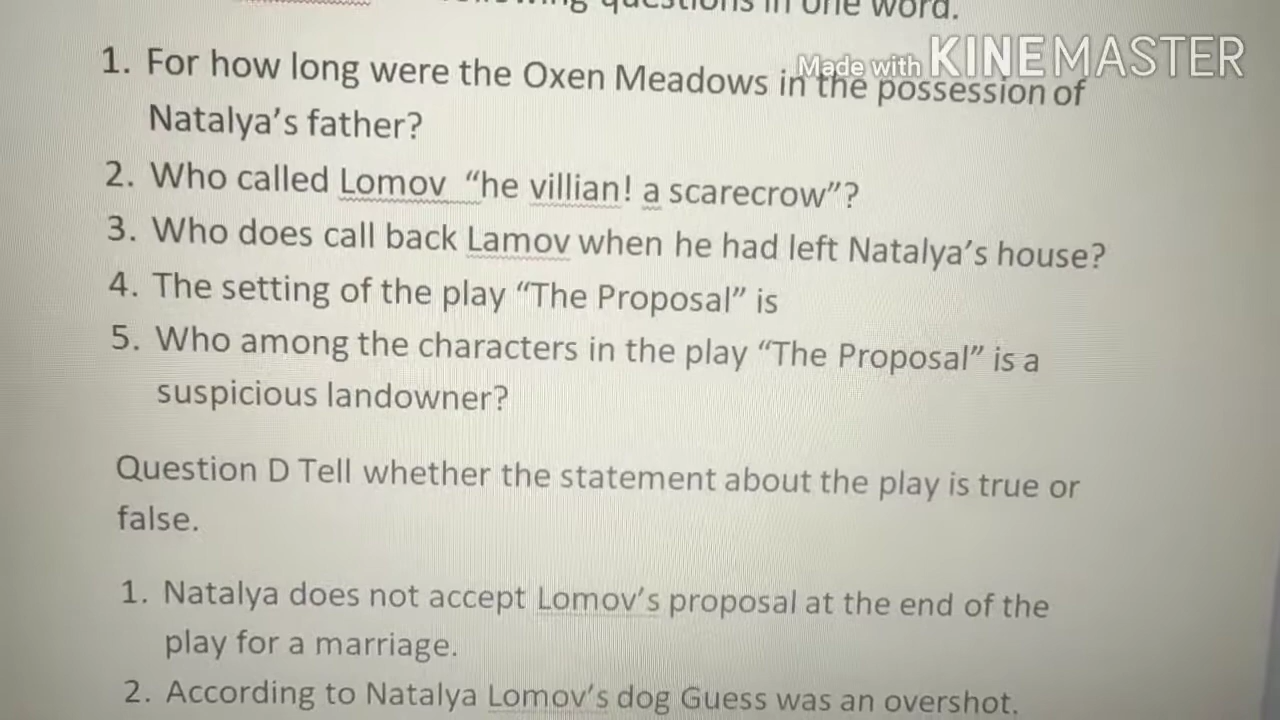 questions in one word.
Made with KINEMASTER
1. For how long were the Oxen Meadows in the possession of
Natalya's father?
2. Who called Lomov "he villian! a scarecrow"?
3. Who does call back Lamov when he had left Natalya's house?
4. The setting of the play "The Proposal" is
5. Who among the characters in the play "The Proposal" is a
suspicious landowner?
Question D Tell whether the statement about the play is true or
false.
1. Natalya does not accept Lomov's proposal at the end of the
play for a marriage.
2. According to Natalya Lomov's dog Guess was an overshot.